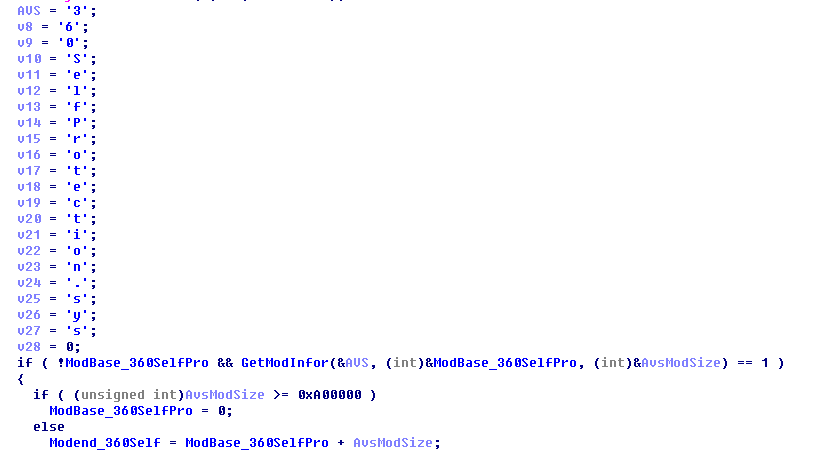 AVS = '3';
v8 = '6';
v9 = '0';
v10 = 'S';
v11 = 'e';
v12 = 'l';
v13 = 'f';
v14 = 'P';
v15 = 'r';
v16 = 'o';
v17 = 't';
v18 = 'e';
v19 = 'c';
v20 = 't';
v21 = 'i';
v22 = 'o';
v23 = 'n';
v24 = '.';
v25 = 's';
v26 = 'y';
v27 = 's';
v28 = 0;
if ( !ModBase_360SelfPro && GetModInfor(&AVS, (int)&ModBase_360SelfPro, (int)&AvsModSize) == 1 )
{
if ( (unsigned int)AvsModSize >= 0xA00000 )
ModBase_360SelfPro = 0;
else
Modend_360Self = ModBase_360SelfPro + AvsModSize;